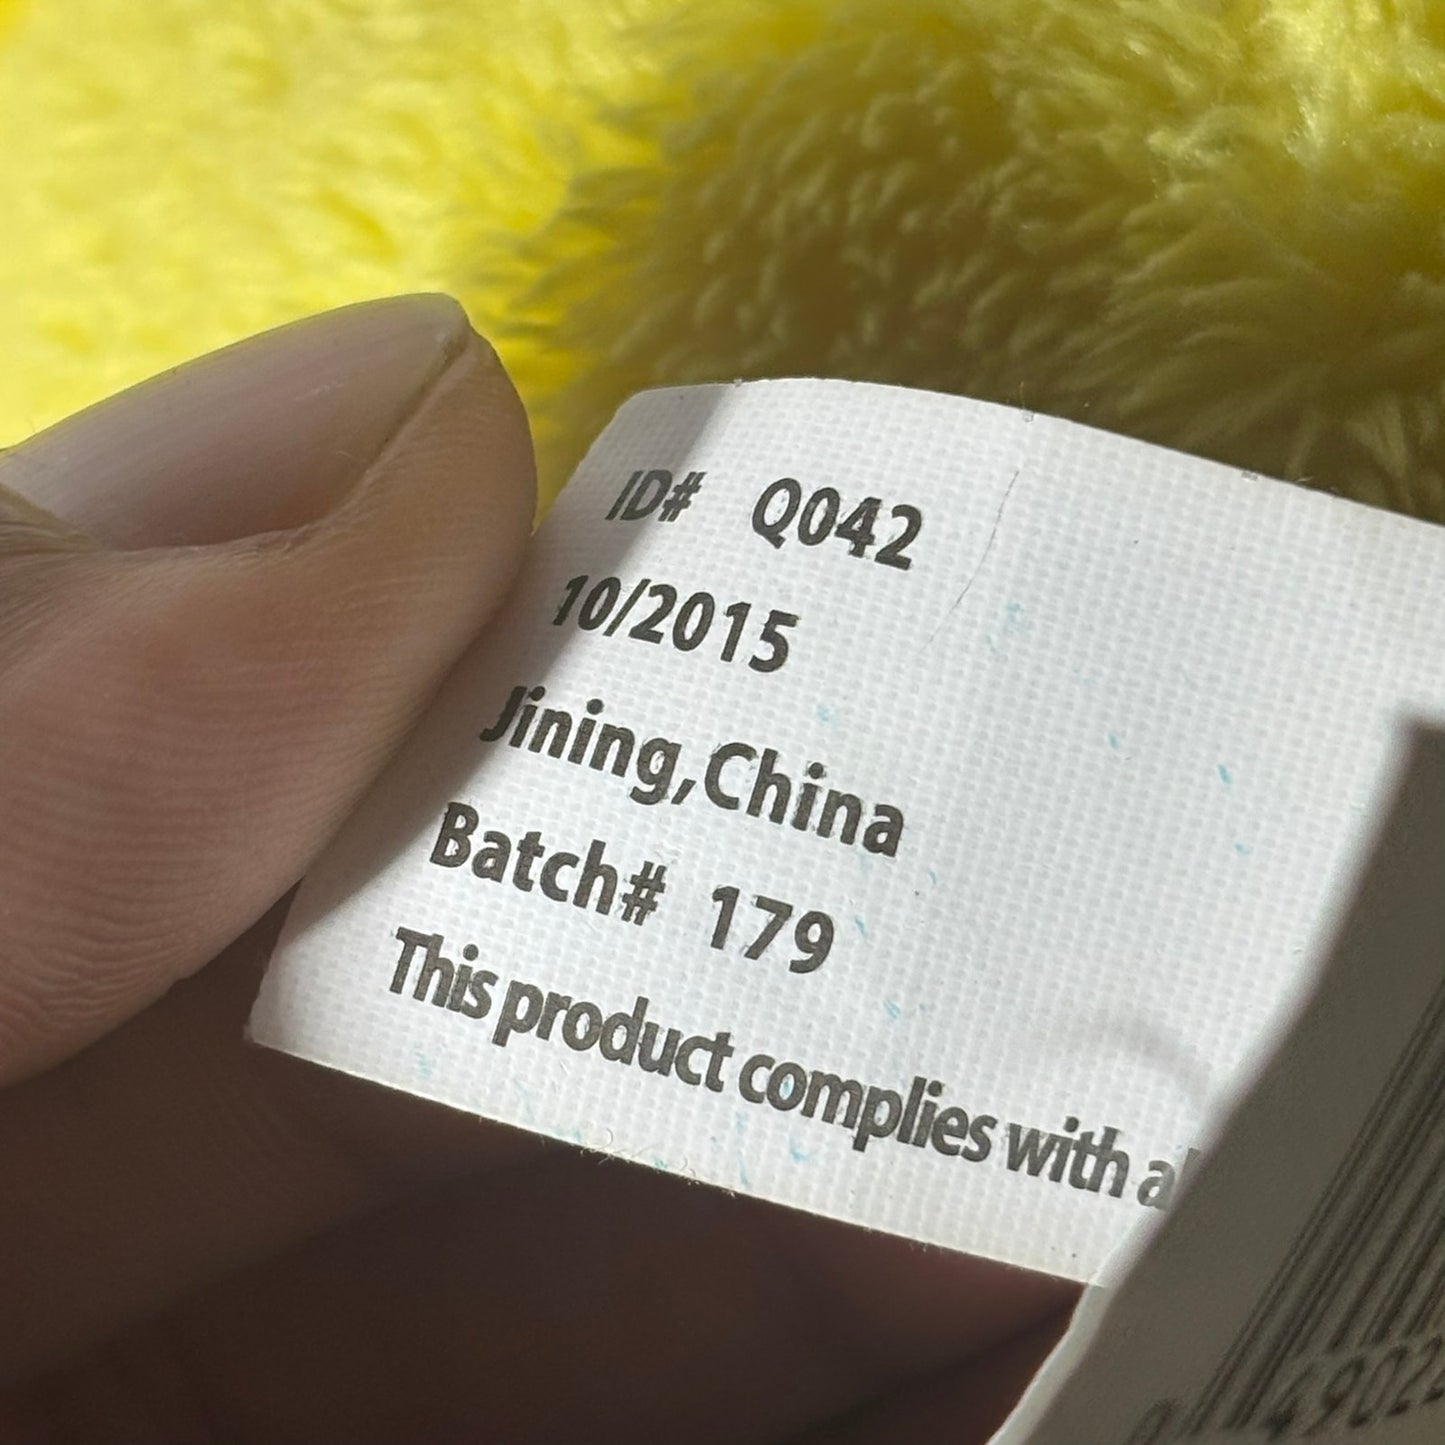 ID# Q042
10/2015
Jining,China
Batch# 179
This product complies with